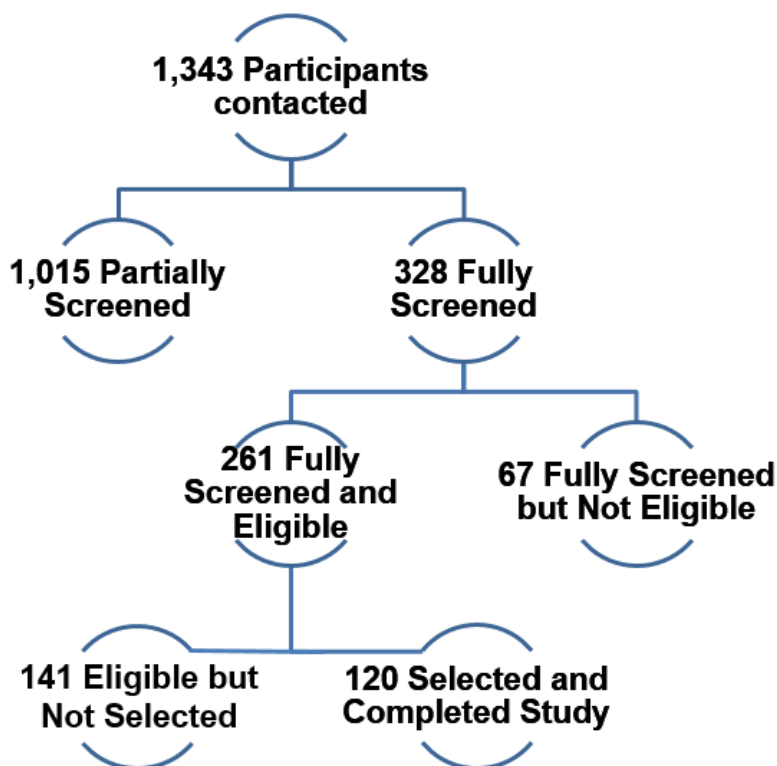 1,343 Participants
contacted
1,015 Partially
Screened
328 Fully
Screened
261 Fully
Screened and
Eligible
67 Fully Screened
but Not Eligible
141 Eligible but
Not Selected
120 Selected and
Completed Study